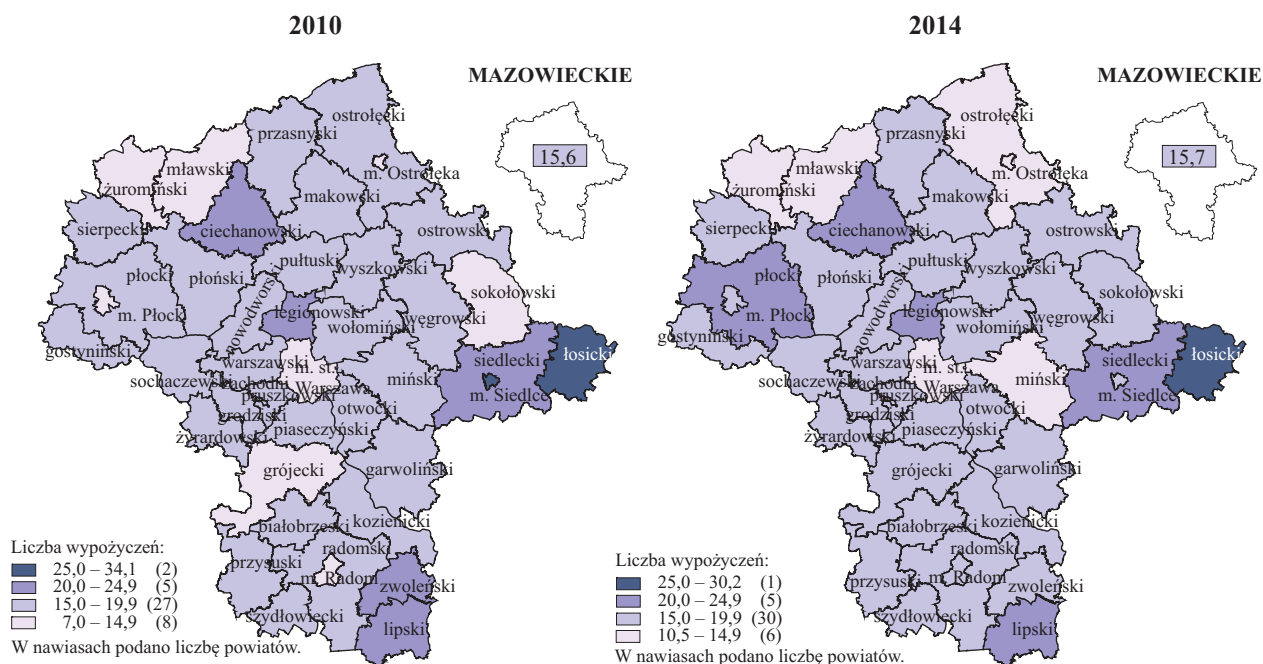 2010
MAZOWIECKIE
15,6
ostrołęcki
przasnyski
mławski
m. Ostrołęka
żuromiński
makowski
sierpecki
ciechanowski
ostrowski
pułtuski
wyszkowski
płocki
płoński
sokołowski
nowodworski
legionowski
m. Płock
węgrowski
wołomiński
gostyniński
siedlecki
łosicki
warszawski
zachodni
m. st.
Warszawa
miński
sochaczewski
m. Siedlce
pruszkowski
otwocki
grodziski
piaseczyński
żyrardowski
grójecki
garwoliński
białobrzeski
kozienicki
radomski
przysuski
m. Radom
zwoleński
szydłowiecki
lipski
Liczba wypożyczeń:
25,0 – 34,1 (2)
20,0 – 24,9 (5)
15,0 – 19,9 (27)
7,0 – 14,9 (8)
W nawiasach podano liczbę powiatów.
2014
MAZOWIECKIE
15,7
ostrołęcki
przasnyski
mławski
m. Ostrołęka
żuromiński
makowski
sierpecki
ciechanowski
ostrowski
pułtuski
wyszkowski
płocki
płoński
sokołowski
nowodworski
legionowski
m. Płock
węgrowski
wołomiński
gostyniński
siedlecki
łosicki
warszawski
zachodni
m. st.
Warszawa
miński
sochaczewski
m. Siedlce
pruszkowski
otwocki
grodziski
piaseczyński
żyrardowski
grójecki
garwoliński
białobrzeski
kozienicki
radomski
przysuski
m. Radom
zwoleński
szydłowiecki
lipski
Liczba wypożyczeń:
25,0 – 30,2 (1)
20,0 – 24,9 (5)
15,0 – 19,9 (30)
10,5 – 14,9 (6)
W nawiasach podano liczbę powiatów.